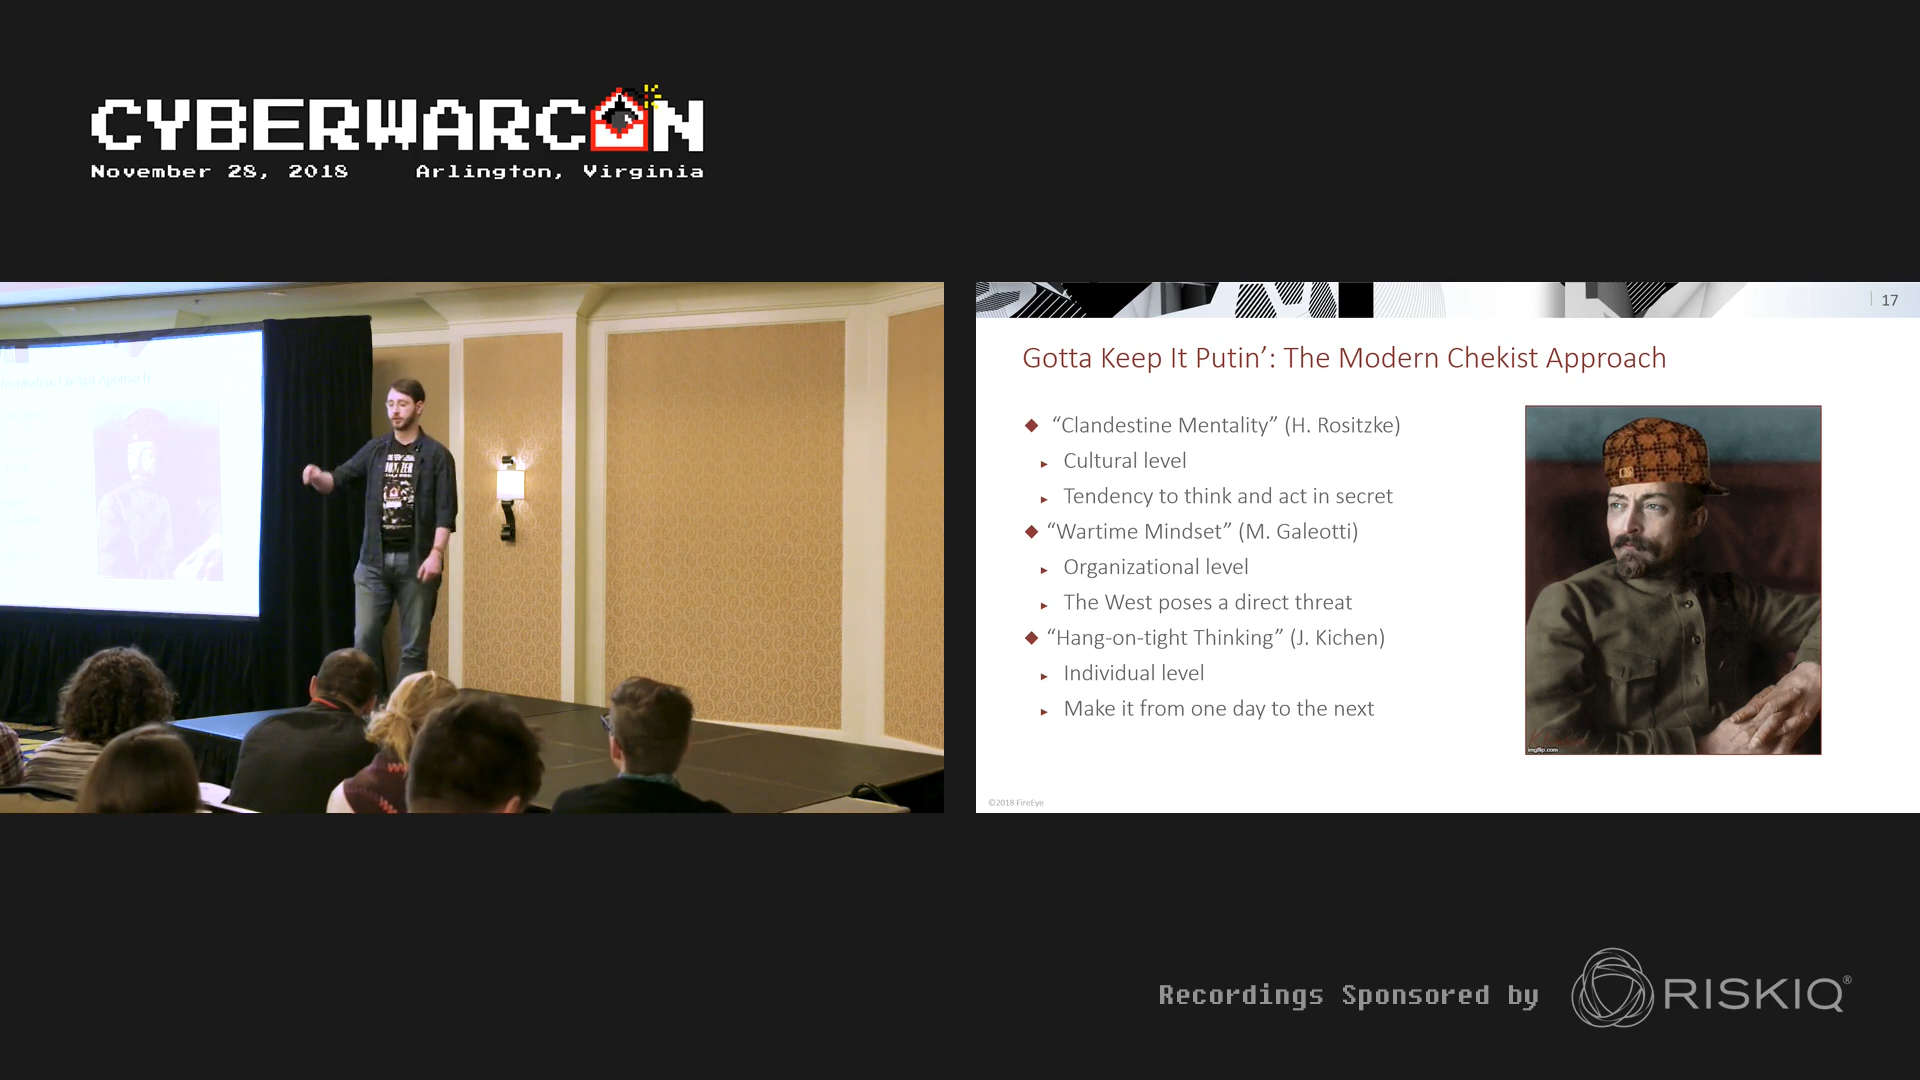 CYBERWARCON
November 28, 2018 Arlington, Virginia
17
Gotta Keep It Putin’: The Modern Chekist Approach
“Clandestine Mentality” (H. Rositzke)
Cultural level
Tendency to think and act in secret
“Wartime Mindset” (M. Galeotti)
Organizational level
The West poses a direct threat
“Hang-on-tight Thinking” (J. Kichen)
Individual level
Make it from one day to the next
imgflip.com
©2018 FireEye
Recordings Sponsored by
RISKIQ®